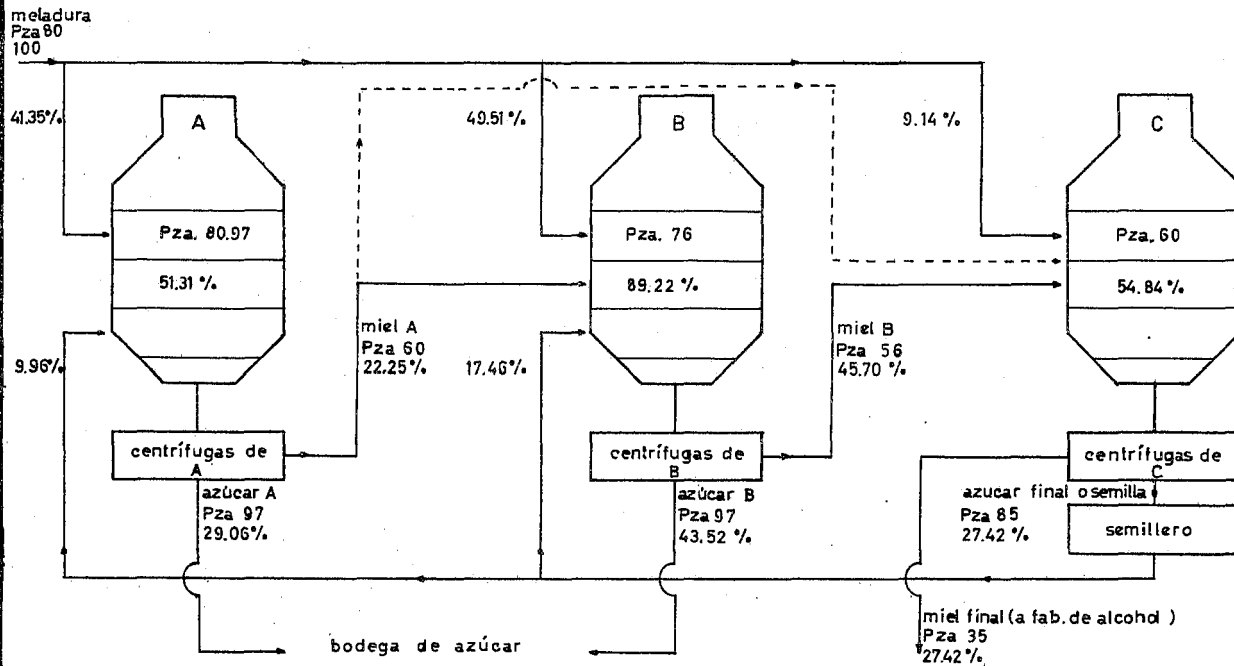 meladura
Pza 80
100
41.35%
A
49.51 %
B
9.14 %
C
Pza. 80.97
51.31 %
Pza. 76
89.22 %
Pza. 60
54.84 %
9.96%
miel A
Pza 60
22.25%
17.46%
miel B
Pza 56
45.70 %
centrífugas de
A
centrífugas de
B
centrífugas de
C
azúcar A
Pza 97
29.06%
azúcar B
Pza 97
43.52 %
azucar final o semilla
Pza 85
27.42 %
semillero
bodega de azúcar
miel final (a fab. de alcohol )
Pza 35
27.42%